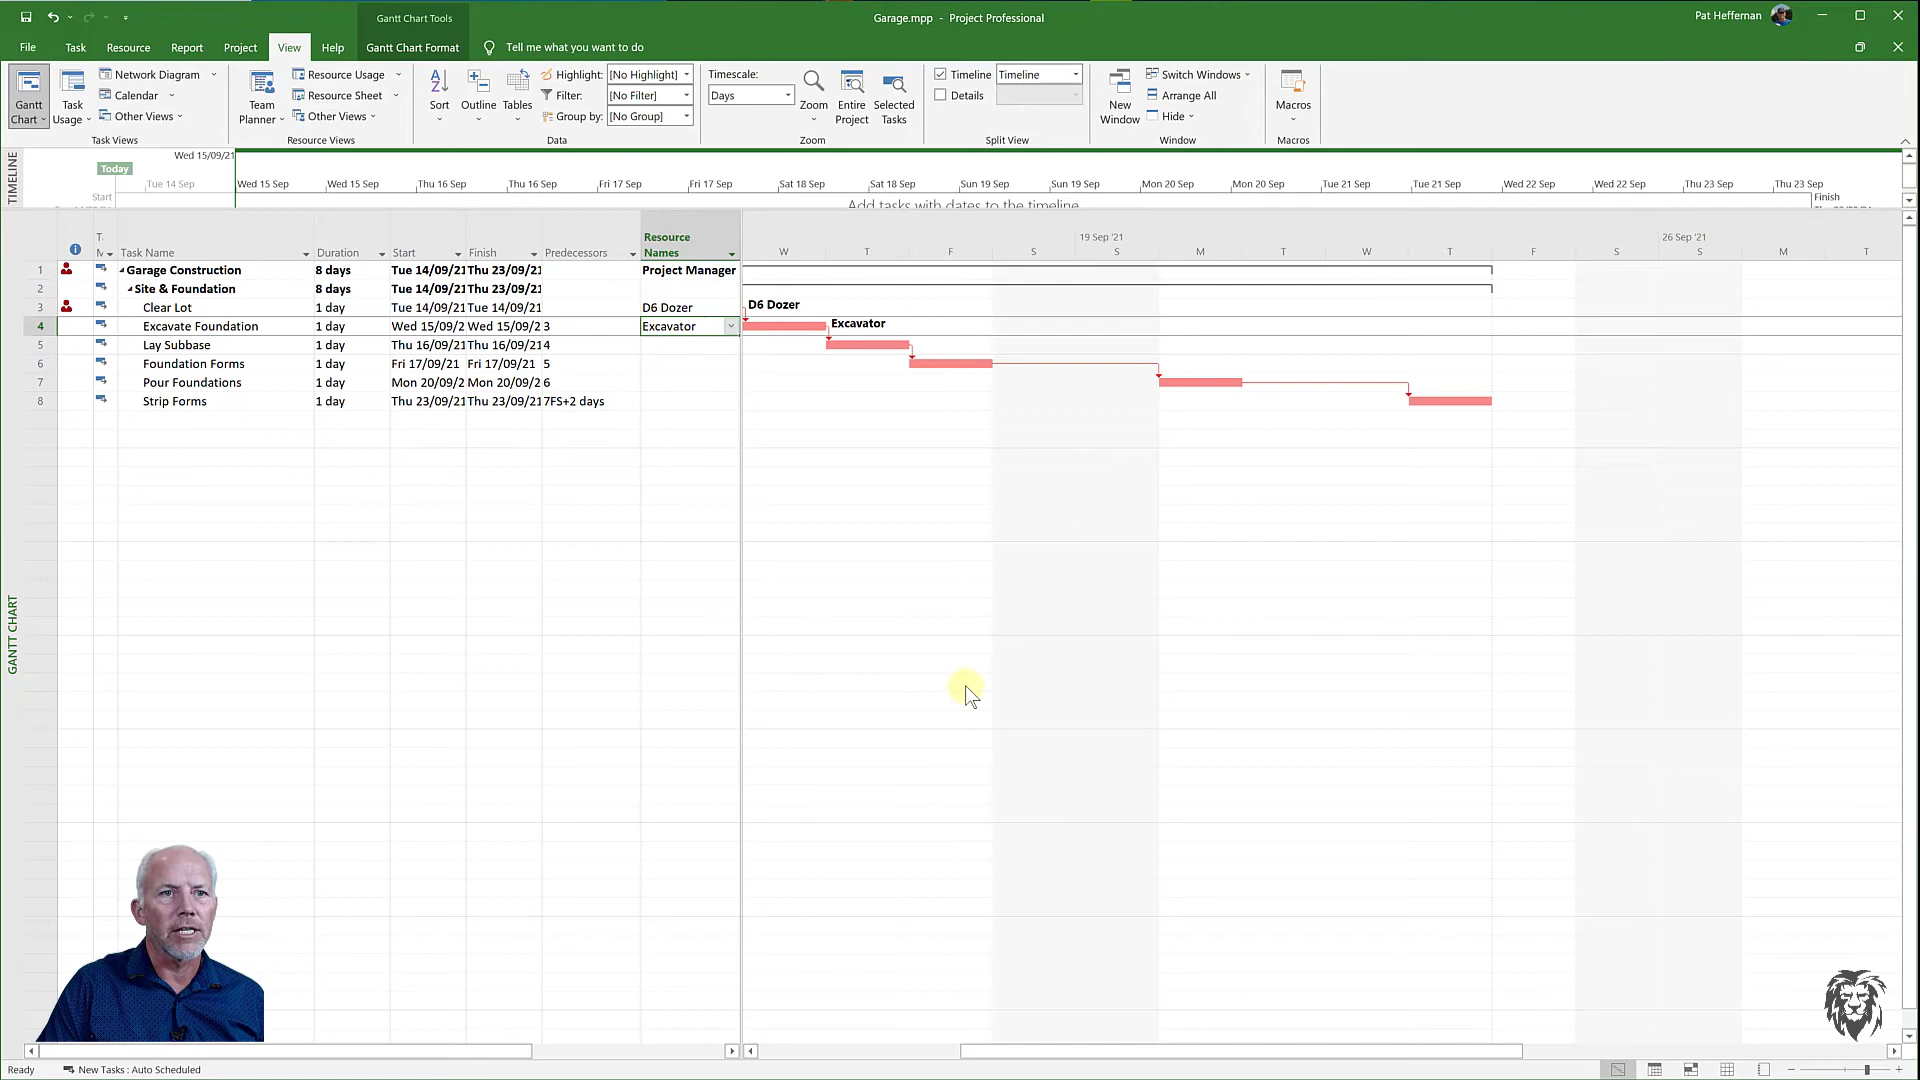 Gantt Chart Tools
Garage.mpp - Project Professional
Pat Heffernan
File Task Resource Report Project View Help Gantt Chart Format Tell me what you want to do
Gantt Chart
Task Usage
Network Diagram
Calendar
Other Views
Task Views
Team Planner
Resource Usage
Resource Sheet
Other Views
Resource Views
Sort
Outline
Tables
Highlight: [No Highlight]
Filter: [No Filter]
Group by: [No Group]
Data
Timescale:
Days
Zoom
Entire Project
Selected Tasks
Zoom
Timeline Timeline
Details
Split View
New Window
Switch Windows
Arrange All
Hide
Window
Macros
Macros
TIMELINE
Wed 15/09/21
Today
Tue 14 Sep Wed 15 Sep Wed 15 Sep Thu 16 Sep Thu 16 Sep Fri 17 Sep Fri 17 Sep Sat 18 Sep Sat 18 Sep Sun 19 Sep Sun 19 Sep Mon 20 Sep Mon 20 Sep Tue 21 Sep Tue 21 Sep Wed 22 Sep Wed 22 Sep Thu 23 Sep Thu 23 Sep
Start
Add tasks with dates to the timeline
Finish
Task Name Duration Start Finish Predecessors Resource Names
19 Sep '21 26 Sep '21
W T F S S M T W T F S S M T
1 Garage Construction 8 days Tue 14/09/21 Thu 23/09/21 Project Manager
2 Site & Foundation 8 days Tue 14/09/21 Thu 23/09/21
3 Clear Lot 1 day Tue 14/09/21 Tue 14/09/21 D6 Dozer D6 Dozer
4 Excavate Foundation 1 day Wed 15/09/2 Wed 15/09/2 3 Excavator Excavator
5 Lay Subbase 1 day Thu 16/09/21 Thu 16/09/21 4
6 Foundation Forms 1 day Fri 17/09/21 Fri 17/09/21 5
7 Pour Foundations 1 day Mon 20/09/2 Mon 20/09/2 6
8 Strip Forms 1 day Thu 23/09/21 Thu 23/09/21 7FS+2 days
GANTT CHART
Ready New Tasks : Auto Scheduled